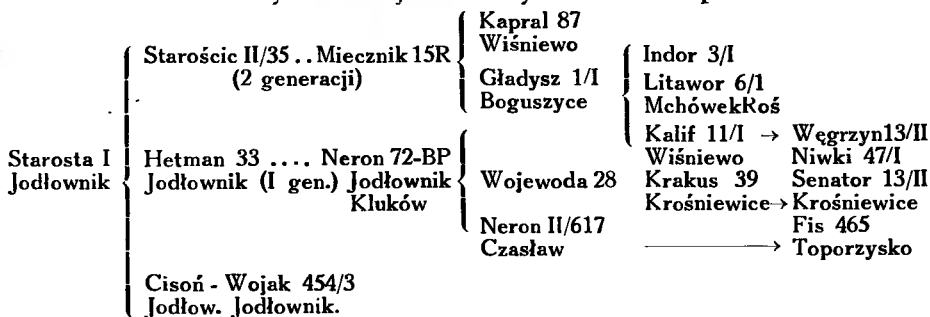 Kapral 87
Wiśniewo
Starościc II/35 . . Miecznik 15R
(2 generacji)
Gładysz 1/I
Boguszyce
Indor 3/I
Litawor 6/1
MchówekRoś
Kalif 11/I → Węgrzyn13/II
Starosta I Hetman 33 .... Neron 72-BP Wiśniewo Niwki 47/I
Jodłownik Jodłownik (I gen.) Jodłownik Wojewoda 28 Krakus 39 Senator 13/II
Kluków Krośniewice → Krośniewice
Neron II/617 Fis 465
Czasław → Toporzysko
Cisoń - Wojak 454/3
Jodłow. Jodłownik.